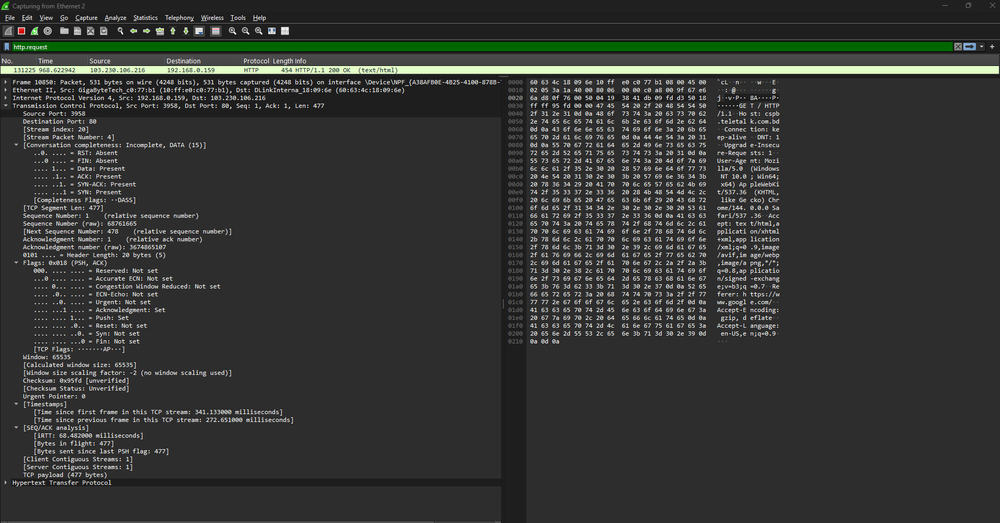 Capturing from Ethernet 2
File Edit View Go Capture Analyze Statistics Telephony Wireless Tools Help
http.request
No. Time Source Destination Protocol Length Info
131225 968.622942 103.230.106.216 192.168.0.159 HTTP 454 HTTP/1.1 200 OK (text/html)
Frame 10850: Packet, 531 bytes on wire (4248 bits), 531 bytes captured (4248 bits) on interface \Device\NPF_{A38AFB0E-4B25-4100-878B-
Ethernet II, Src: GigaByteTech_c0:77:b1 (10:ff:e0:c0:77:b1), Dst: DLinkInterna_18:09:6e (60:63:4c:18:09:6e)
Internet Protocol Version 4, Src: 192.168.0.159, Dst: 103.230.106.216
Transmission Control Protocol, Src Port: 3958, Dst Port: 80, Seq: 1, Ack: 1, Len: 477
Source Port: 3958
Destination Port: 80
[Stream index: 20]
[Stream Packet Number: 4]
[Conversation completeness: Incomplete, DATA (15)]
..0. .... = RST: Absent
...0 .... = FIN: Absent
.... 1... = Data: Present
.... .1.. = ACK: Present
.... ..1. = SYN-ACK: Present
.... ...1 = SYN: Present
[Completeness Flags: ··DASS]
[TCP Segment Len: 477]
Sequence Number: 1 (relative sequence number)
Sequence Number (raw): 68761665
[Next Sequence Number: 478 (relative sequence number)]
Acknowledgment Number: 1 (relative ack number)
Acknowledgment number (raw): 3674865107
0101 .... = Header Length: 20 bytes (5)
Flags: 0x018 (PSH, ACK)
000. .... .... = Reserved: Not set
...0 .... .... = Accurate ECN: Not set
.... 0... .... = Congestion Window Reduced: Not set
.... .0.. .... = ECN-Echo: Not set
.... ..0. .... = Urgent: Not set
.... ...1 .... = Acknowledgment: Set
.... .... 1... = Push: Set
.... .... .0.. = Reset: Not set
.... .... ..0. = Syn: Not set
.... .... ...0 = Fin: Not set
[TCP Flags: ·······AP···]
Window: 65535
[Calculated window size: 65535]
[Window size scaling factor: -2 (no window scaling used)]
Checksum: 0x95fd [unverified]
[Checksum Status: Unverified]
Urgent Pointer: 0
[Timestamps]
[Time since first frame in this TCP stream: 341.133000 milliseconds]
[Time since previous frame in this TCP stream: 272.651000 milliseconds]
[SEQ/ACK analysis]
[iRTT: 68.482000 milliseconds]
[Bytes in flight: 477]
[Bytes sent since last PSH flag: 477]
[Client Contiguous Streams: 1]
[Server Contiguous Streams: 1]
TCP payload (477 bytes)
Hypertext Transfer Protocol
0000 60 63 4c 18 09 6e 10 ff e0 c0 77 b1 08 00 45 00 `cL··n·· ··w···E·
0010 02 05 3a 1a 40 00 80 06 00 00 c0 a8 00 9f 67 e6 ··:·@··· ······g·
0020 6a d8 0f 76 00 50 04 19 38 41 db 09 fd d3 50 18 j··v·P·· 8A····P·
0030 ff ff 95 fd 00 00 47 45 54 20 2f 20 48 54 54 50 ······GE T / HTTP
0040 2f 31 2e 31 0d 0a 48 6f 73 74 3a 20 63 73 70 62 /1.1··Ho st: cspb
0050 2e 74 65 6c 65 74 61 6c 6b 2e 63 6f 6d 2e 62 64 .teletal k.com.bd
0060 0d 0a 43 6f 6e 6e 65 63 74 69 6f 6e 3a 20 6b 65 ··Connec tion: ke
0070 65 70 2d 61 6c 69 76 65 0d 0a 44 4e 54 3a 20 31 ep-alive ··DNT: 1
0080 0d 0a 55 70 67 72 61 64 65 2d 49 6e 73 65 63 75 ··Upgrad e-Insecu
0090 72 65 2d 52 65 71 75 65 73 74 73 3a 20 31 0d 0a re-Reque sts: 1··
00a0 55 73 65 72 2d 41 67 65 6e 74 3a 20 4d 6f 7a 69 User-Age nt: Mozi
00b0 6c 6c 61 2f 35 2e 30 20 28 57 69 6e 64 6f 77 73 lla/5.0 (Windows
00c0 20 4e 54 20 31 30 2e 30 3b 20 57 69 6e 36 34 3b NT 10.0 ; Win64;
00d0 20 78 36 34 29 20 41 70 70 6c 65 57 65 62 4b 69 x64) Ap pleWebKi
00e0 74 2f 35 33 37 2e 33 36 20 28 4b 48 54 4d 4c 2c t/537.36 (KHTML,
00f0 20 6c 69 6b 65 20 47 65 63 6b 6f 29 20 43 68 72 like Ge cko) Chr
0100 6f 6d 65 2f 31 34 34 2e 30 2e 30 2e 30 20 53 61 ome/144. 0.0.0 Sa
0110 66 61 72 69 2f 35 33 37 2e 33 36 0d 0a 41 63 63 fari/537 .36··Acc
0120 65 70 74 3a 20 74 65 78 74 2f 68 74 6d 6c 2c 61 ept: tex t/html,a
0130 70 70 6c 69 63 61 74 69 6f 6e 2f 78 68 74 6d 6c pplicati on/xhtml
0140 2b 78 6d 6c 2c 61 70 70 6c 69 63 61 74 69 6f 6e +xml,app lication
0150 2f 78 6d 6c 3b 71 3d 30 2e 39 2c 69 6d 61 67 65 /xml;q=0 .9,image
0160 2f 61 76 69 66 2c 69 6d 61 67 65 2f 77 65 62 70 /avif,im age/webp
0170 2c 69 6d 61 67 65 2f 61 70 6e 67 2c 2a 2f 2a 3b ,image/a png,*/*;
0180 71 3d 30 2e 38 2c 61 70 70 6c 69 63 61 74 69 6f q=0.8,ap plicatio
0190 6e 2f 73 69 67 6e 65 64 2d 65 78 63 68 61 6e 67 n/signed -exchang
01a0 65 3b 76 3d 62 33 3b 71 3d 30 2e 37 0d 0a 52 65 e;v=b3;q =0.7··Re
01b0 66 65 72 65 72 3a 20 68 74 74 70 73 3a 2f 2f 77 ferer: h ttps://w
01c0 77 77 2e 67 6f 6f 67 6c 65 2e 63 6f 6d 2f 0d 0a ww.googl e.com/··
01d0 41 63 63 65 70 74 2d 45 6e 63 6f 64 69 6e 67 3a Accept-E ncoding:
01e0 20 67 7a 69 70 2c 20 64 65 66 6c 61 74 65 0d 0a gzip, d eflate··
01f0 41 63 63 65 70 74 2d 4c 61 6e 67 75 61 67 65 3a Accept-L anguage:
0200 20 65 6e 2d 55 53 2c 65 6e 3b 71 3d 30 2e 39 0d en-US,e n;q=0.9·
0210 0a 0d 0a ···